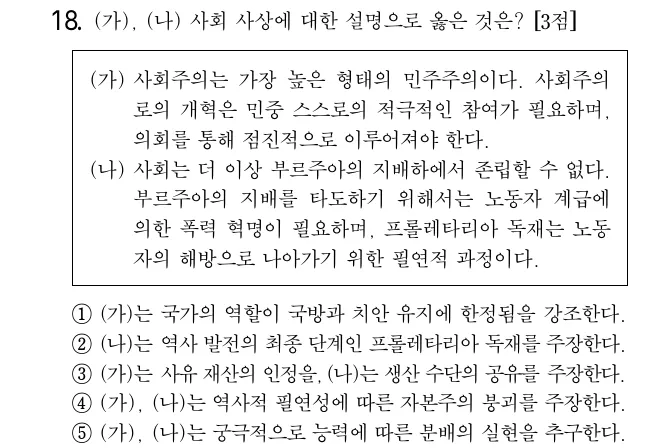 18. (가), (나) 사회 사상에 대한 설명으로 옳은 것은? [3점]
(가) 사회주의는 가장 높은 형태의 민주주의이다. 사회주의
로의 개혁은 민중 스스로의 적극적인 참여가 필요하며,
의회를 통해 점진적으로 이루어져야 한다.
(나) 사회는 더 이상 부르주아의 지배하에서 존립할 수 없다.
부르주아의 지배를 타도하기 위해서는 노동자 계급에
의한 폭력 혁명이 필요하며, 프롤레타리아 독재는 노동
자의 해방으로 나아가기 위한 필연적 과정이다.
① (가)는 국가의 역할이 국방과 치안 유지에 한정됨을 강조한다.
② (나)는 역사 발전의 최종 단계인 프롤레타리아 독재를 주장한다.
③ (가)는 사유 재산의 인정을, (나)는 생산 수단의 공유를 주장한다.
④ (가), (나)는 역사적 필연성에 따른 자본주의 붕괴를 주장한다.
⑤ (가), (나)는 궁극적으로 능력에 따른 분배의 실현을 추구한다.